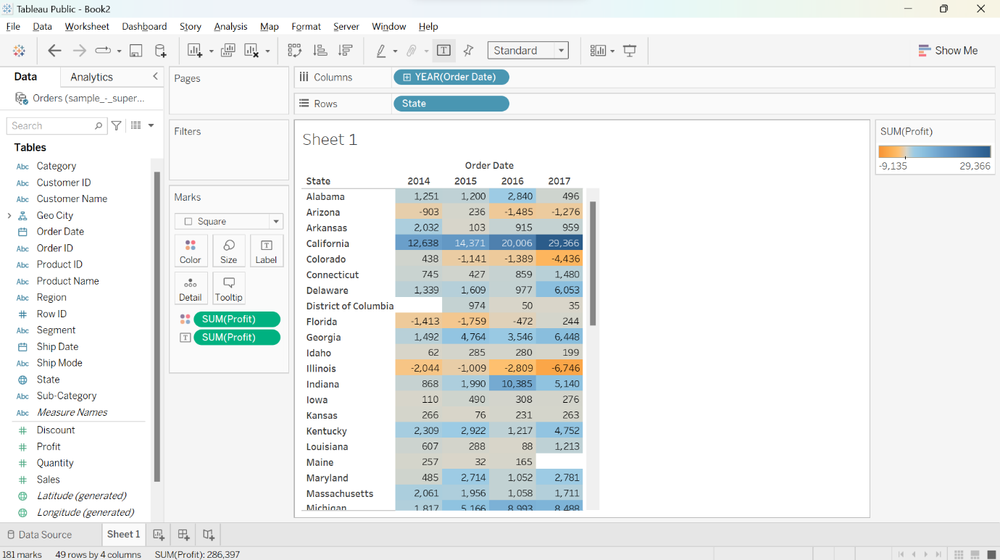 Tableau Public - Book2
File Data Worksheet Dashboard Story Analysis Map Format Server Window Help
Standard
Show Me
Data Analytics
Orders (sample_-_super...
Search
Tables
Abc Category
Abc Customer ID
Abc Customer Name
Geo City
Order Date
Abc Order ID
Abc Product ID
Abc Product Name
Abc Region
# Row ID
Abc Segment
Ship Date
Abc Ship Mode
State
Abc Sub-Category
Abc Measure Names
# Discount
# Profit
# Quantity
# Sales
Latitude (generated)
Longitude (generated)
Pages
Filters
Marks
Square
Color Size T Label
Detail Tooltip
SUM(Profit)
T SUM(Profit)
Columns YEAR(Order Date)
Rows State
Sheet 1
Order Date
State 2014 2015 2016 2017
Alabama 1,251 1,200 2,840 496
Arizona -903 236 -1,485 -1,276
Arkansas 2,032 103 915 959
California 12,638 14,371 20,006 29,366
Colorado 438 -1,141 -1,389 -4,436
Connecticut 745 427 859 1,480
Delaware 1,339 1,609 977 6,053
District of Columbia 974 50 35
Florida -1,413 -1,759 -472 244
Georgia 1,492 4,764 3,546 6,448
Idaho 62 285 280 199
Illinois -2,044 -1,009 -2,809 -6,746
Indiana 868 1,990 10,385 5,140
Iowa 110 490 308 276
Kansas 266 76 231 263
Kentucky 2,309 2,922 1,217 4,752
Louisiana 607 288 88 1,213
Maine 257 32 165
Maryland 485 2,714 1,052 2,781
Massachusetts 2,061 1,956 1,058 1,711
Michigan 1,817 5,166 8,993 8,488
SUM(Profit)
-9,135 29,366
Data Source Sheet 1
181 marks 49 rows by 4 columns SUM(Profit): 286,397